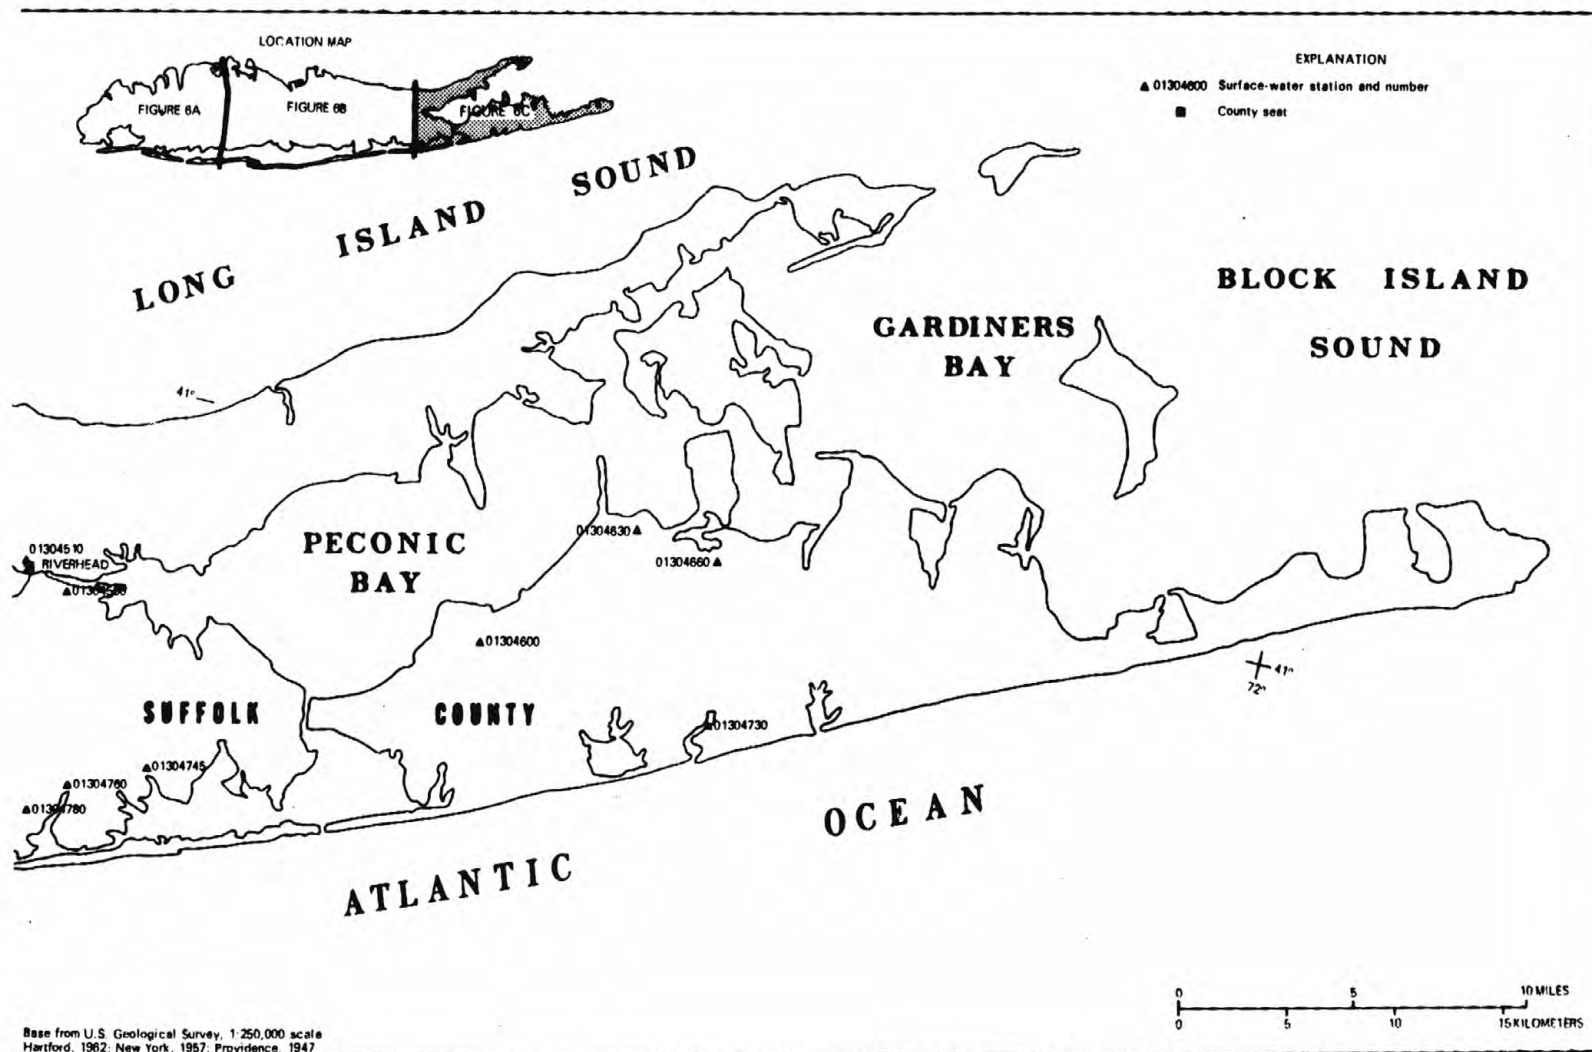 LOCATION MAP
FIGURE 6A
FIGURE 6B
FIGURE 6C
EXPLANATION
01304600 Surface-water station and number
County seat
LONG ISLAND SOUND
BLOCK ISLAND
SOUND
GARDINERS
BAY
41°
PECONIC
BAY
01304510
RIVERHEAD
01304630
01304660
01304600
SUFFOLK COUNTY
01304730
01304745
01304760
01304780
41°
72°
ATLANTIC OCEAN
0 5 10 MILES
0 5 10 15 KILOMETERS
Base from U.S. Geological Survey, 1:250,000 scale
Hartford, 1962; New York, 1957; Providence, 1947